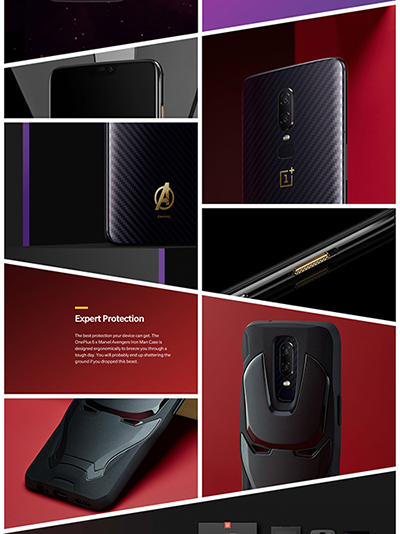 1+
Expert Protection
The best protection your device can get. The
OnePlus 6 x Marvel Avengers Iron Man Case is
designed ergonomically to breeze you through a
tough day. You will probably end up shattering the
ground if you dropped this beast.